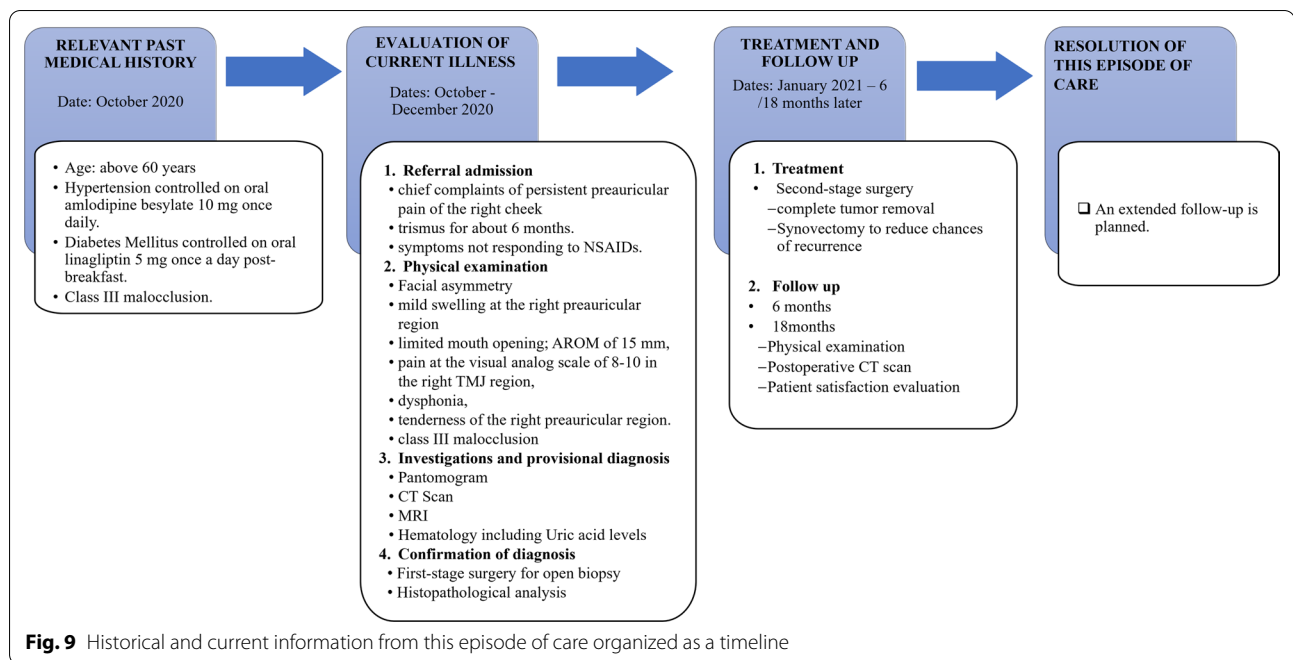 RELEVANT PAST
MEDICAL HISTORY
Date: October 2020
• Age: above 60 years
• Hypertension controlled on oral
amlodipine besylate 10 mg once
daily.
• Diabetes Mellitus controlled on oral
linagliptin 5 mg once a day post-
breakfast.
• Class III malocclusion.
EVALUATION OF
CURRENT ILLNESS
Dates: October -
December 2020
1. Referral admission
• chief complaints of persistent preauricular
pain of the right cheek
• trismus for about 6 months.
• symptoms not responding to NSAIDs.
2. Physical examination
• Facial asymmetry
• mild swelling at the right preauricular
region
• limited mouth opening; AROM of 15 mm,
• pain at the visual analog scale of 8-10 in
the right TMJ region,
• dysphonia,
• tenderness of the right preauricular region.
• class III malocclusion
3. Investigations and provisional diagnosis
• Pantomogram
• CT Scan
• MRI
• Hematology including Uric acid levels
4. Confirmation of diagnosis
• First-stage surgery for open biopsy
• Histopathological analysis
TREATMENT AND
FOLLOW UP
Dates: January 2021 – 6
/18 months later
1. Treatment
• Second-stage surgery
–complete tumor removal
–Synovectomy to reduce chances
of recurrence
2. Follow up
• 6 months
• 18months
–Physical examination
–Postoperative CT scan
–Patient satisfaction evaluation
RESOLUTION OF
THIS EPISODE OF
CARE
❑ An extended follow-up is
planned.
Fig. 9 Historical and current information from this episode of care organized as a timeline